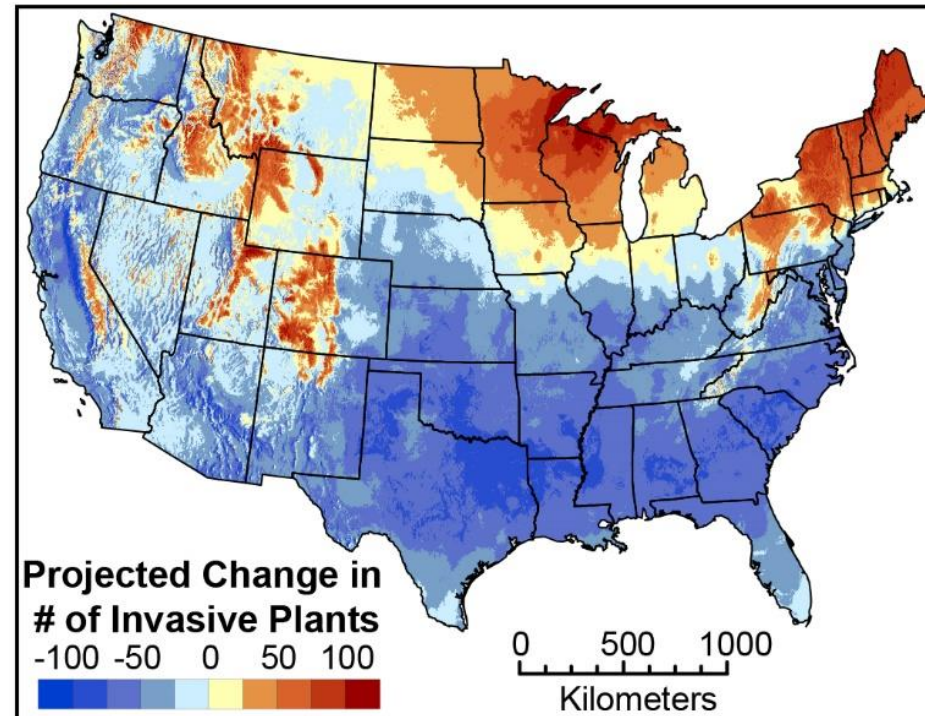 Projected Change in
# of Invasive Plants
-100 -50 0 50 100
0 500 1000
Kilometers